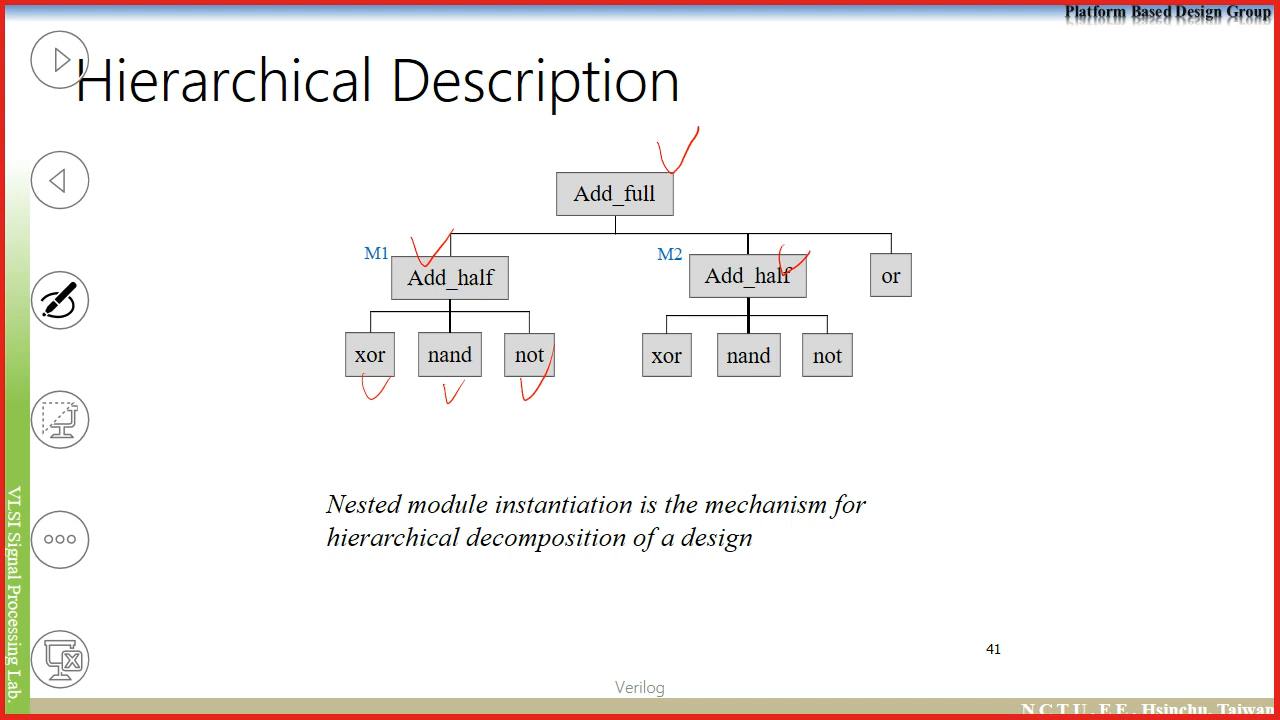 Platform Based Design Group
Hierarchical Description
Add_full
M1
M2
Add_half
Add_half
or
xor
nand
not
xor
nand
not
Nested module instantiation is the mechanism for
hierarchical decomposition of a design
VLSI Signal Processing Lab.
41
Verilog
N C T U . E E , Hsinchu, Taiwan